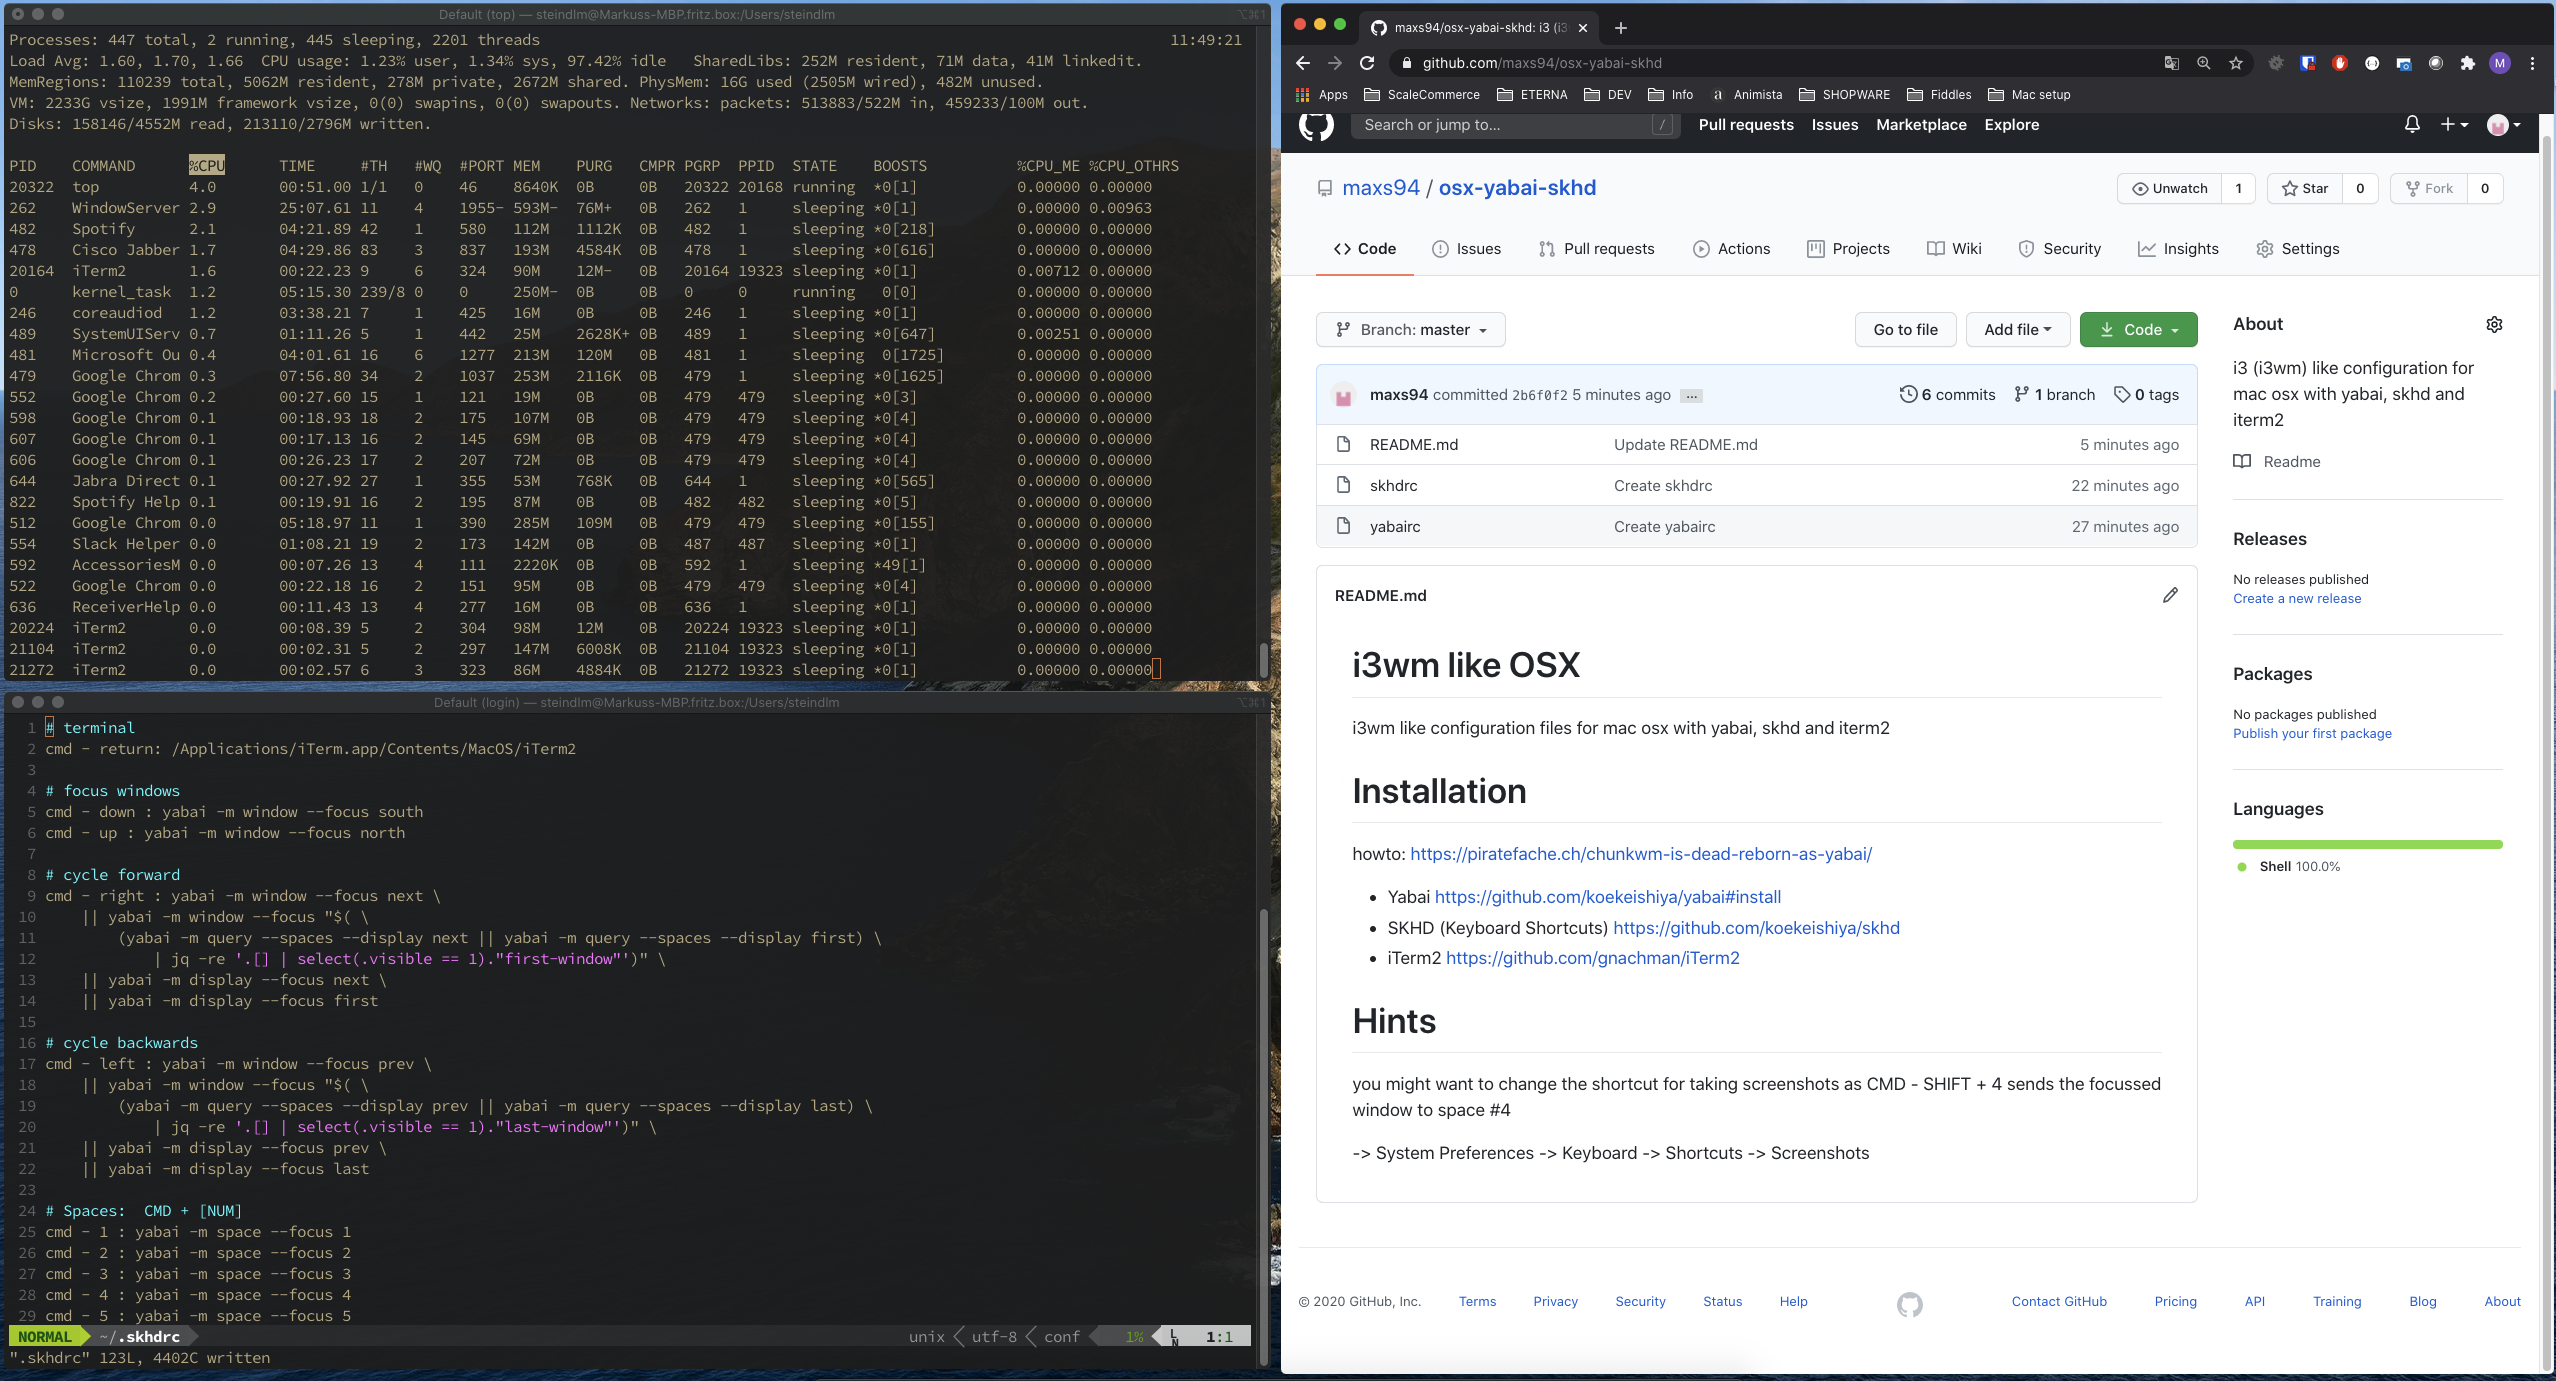 Default (top) — steindlm@Markuss-MBP.fritz.box:/Users/steindlm ⌥⌘1
Processes: 447 total, 2 running, 445 sleeping, 2201 threads 11:49:21
Load Avg: 1.60, 1.70, 1.66 CPU usage: 1.23% user, 1.34% sys, 97.42% idle SharedLibs: 252M resident, 71M data, 41M linkedit.
MemRegions: 110239 total, 5062M resident, 278M private, 2672M shared. PhysMem: 16G used (2505M wired), 482M unused.
VM: 2233G vsize, 1991M framework vsize, 0(0) swapins, 0(0) swapouts. Networks: packets: 513883/522M in, 459233/100M out.
Disks: 158146/4552M read, 213110/2796M written.
PID COMMAND %CPU TIME #TH #WQ #PORT MEM PURG CMPR PGRP PPID STATE BOOSTS %CPU_ME %CPU_OTHRS
20322 top 4.0 00:51.00 1/1 0 46 8640K 0B 0B 20322 20168 running *0[1] 0.00000 0.00000
262 WindowServer 2.9 25:07.61 11 4 1955- 593M- 76M+ 0B 262 1 sleeping *0[1] 0.00000 0.00963
482 Spotify 2.1 04:21.89 42 1 580 112M 1112K 0B 482 1 sleeping *0[218] 0.00000 0.00000
478 Cisco Jabber 1.7 04:29.86 83 3 837 193M 4584K 0B 478 1 sleeping *0[616] 0.00000 0.00000
20164 iTerm2 1.6 00:22.23 9 6 324 90M 12M- 0B 20164 19323 sleeping *0[1] 0.00712 0.00000
0 kernel_task 1.2 05:15.30 239/8 0 0 250M- 0B 0B 0 0 running 0[0] 0.00000 0.00000
246 coreaudiod 1.2 03:38.21 7 1 425 16M 0B 0B 246 1 sleeping *0[1] 0.00000 0.00000
489 SystemUIServ 0.7 01:11.26 5 1 442 25M 2628K+ 0B 489 1 sleeping *0[647] 0.00251 0.00000
481 Microsoft Ou 0.4 04:01.61 16 6 1277 213M 120M 0B 481 1 sleeping 0[1725] 0.00000 0.00000
479 Google Chrom 0.3 07:56.80 34 2 1037 253M 2116K 0B 479 1 sleeping *0[1625] 0.00000 0.00000
552 Google Chrom 0.2 00:27.60 15 1 121 19M 0B 0B 479 479 sleeping *0[3] 0.00000 0.00000
598 Google Chrom 0.1 00:18.93 18 2 175 107M 0B 0B 479 479 sleeping *0[4] 0.00000 0.00000
607 Google Chrom 0.1 00:17.13 16 2 145 69M 0B 0B 479 479 sleeping *0[4] 0.00000 0.00000
606 Google Chrom 0.1 00:26.23 17 2 207 72M 0B 0B 479 479 sleeping *0[4] 0.00000 0.00000
644 Jabra Direct 0.1 00:27.92 27 1 355 53M 768K 0B 644 1 sleeping *0[565] 0.00000 0.00000
822 Spotify Help 0.1 00:19.91 16 2 195 87M 0B 0B 482 482 sleeping *0[5] 0.00000 0.00000
512 Google Chrom 0.0 05:18.97 11 1 390 285M 109M 0B 479 479 sleeping *0[155] 0.00000 0.00000
554 Slack Helper 0.0 01:08.21 19 2 173 142M 0B 0B 487 487 sleeping *0[1] 0.00000 0.00000
592 AccessoriesM 0.0 00:07.26 13 4 111 2220K 0B 0B 592 1 sleeping *49[1] 0.00000 0.00000
522 Google Chrom 0.0 00:22.18 16 2 151 95M 0B 0B 479 479 sleeping *0[4] 0.00000 0.00000
636 ReceiverHelp 0.0 00:11.43 13 4 277 16M 0B 0B 636 1 sleeping *0[1] 0.00000 0.00000
20224 iTerm2 0.0 00:08.39 5 2 304 98M 12M 0B 20224 19323 sleeping *0[1] 0.00000 0.00000
21104 iTerm2 0.0 00:02.31 5 2 297 147M 6008K 0B 21104 19323 sleeping *0[1] 0.00000 0.00000
21272 iTerm2 0.0 00:02.57 6 3 323 86M 4884K 0B 21272 19323 sleeping *0[1] 0.00000 0.00000
Default (login) — steindlm@Markuss-MBP.fritz.box:/Users/steindlm ⌥⌘1
1 # terminal
2 cmd - return: /Applications/iTerm.app/Contents/MacOS/iTerm2
3
4 # focus windows
5 cmd - down : yabai -m window --focus south
6 cmd - up : yabai -m window --focus north
7
8 # cycle forward
9 cmd - right : yabai -m window --focus next \
10 || yabai -m window --focus "$( \
11 (yabai -m query --spaces --display next || yabai -m query --spaces --display first) \
12 | jq -re '.[] | select(.visible == 1)."first-window"')" \
13 || yabai -m display --focus next \
14 || yabai -m display --focus first
15
16 # cycle backwards
17 cmd - left : yabai -m window --focus prev \
18 || yabai -m window --focus "$( \
19 (yabai -m query --spaces --display prev || yabai -m query --spaces --display last) \
20 | jq -re '.[] | select(.visible == 1)."last-window"')" \
21 || yabai -m display --focus prev \
22 || yabai -m display --focus last
23
24 # Spaces: CMD + [NUM]
25 cmd - 1 : yabai -m space --focus 1
26 cmd - 2 : yabai -m space --focus 2
27 cmd - 3 : yabai -m space --focus 3
28 cmd - 4 : yabai -m space --focus 4
29 cmd - 5 : yabai -m space --focus 5
NORMAL ~/.skhdrc unix utf-8 conf 1% LN 1:1
".skhdrc" 123L, 4402C written
maxs94/osx-yabai-skhd: i3 (i3
github.com/maxs94/osx-yabai-skhd M
Apps ScaleCommerce ETERNA DEV Info a Animista SHOPWARE Fiddles Mac setup
Search or jump to... / Pull requests Issues Marketplace Explore
maxs94 / osx-yabai-skhd Unwatch 1 Star 0 Fork 0
Code Issues Pull requests Actions Projects Wiki Security Insights Settings
Branch: master Go to file Add file Code
maxs94 committed 2b6f0f2 5 minutes ago ... 6 commits 1 branch 0 tags
README.md Update README.md 5 minutes ago
skhdrc Create skhdrc 22 minutes ago
yabairc Create yabairc 27 minutes ago
README.md
i3wm like OSX
i3wm like configuration files for mac osx with yabai, skhd and iterm2
Installation
howto: https://piratefache.ch/chunkwm-is-dead-reborn-as-yabai/
• Yabai https://github.com/koekeishiya/yabai#install
• SKHD (Keyboard Shortcuts) https://github.com/koekeishiya/skhd
• iTerm2 https://github.com/gnachman/iTerm2
Hints
you might want to change the shortcut for taking screenshots as CMD - SHIFT + 4 sends the focussed
window to space #4
-> System Preferences -> Keyboard -> Shortcuts -> Screenshots
About
i3 (i3wm) like configuration for
mac osx with yabai, skhd and
iterm2
Readme
Releases
No releases published
Create a new release
Packages
No packages published
Publish your first package
Languages
Shell 100.0%
© 2020 GitHub, Inc. Terms Privacy Security Status Help Contact GitHub Pricing API Training Blog About